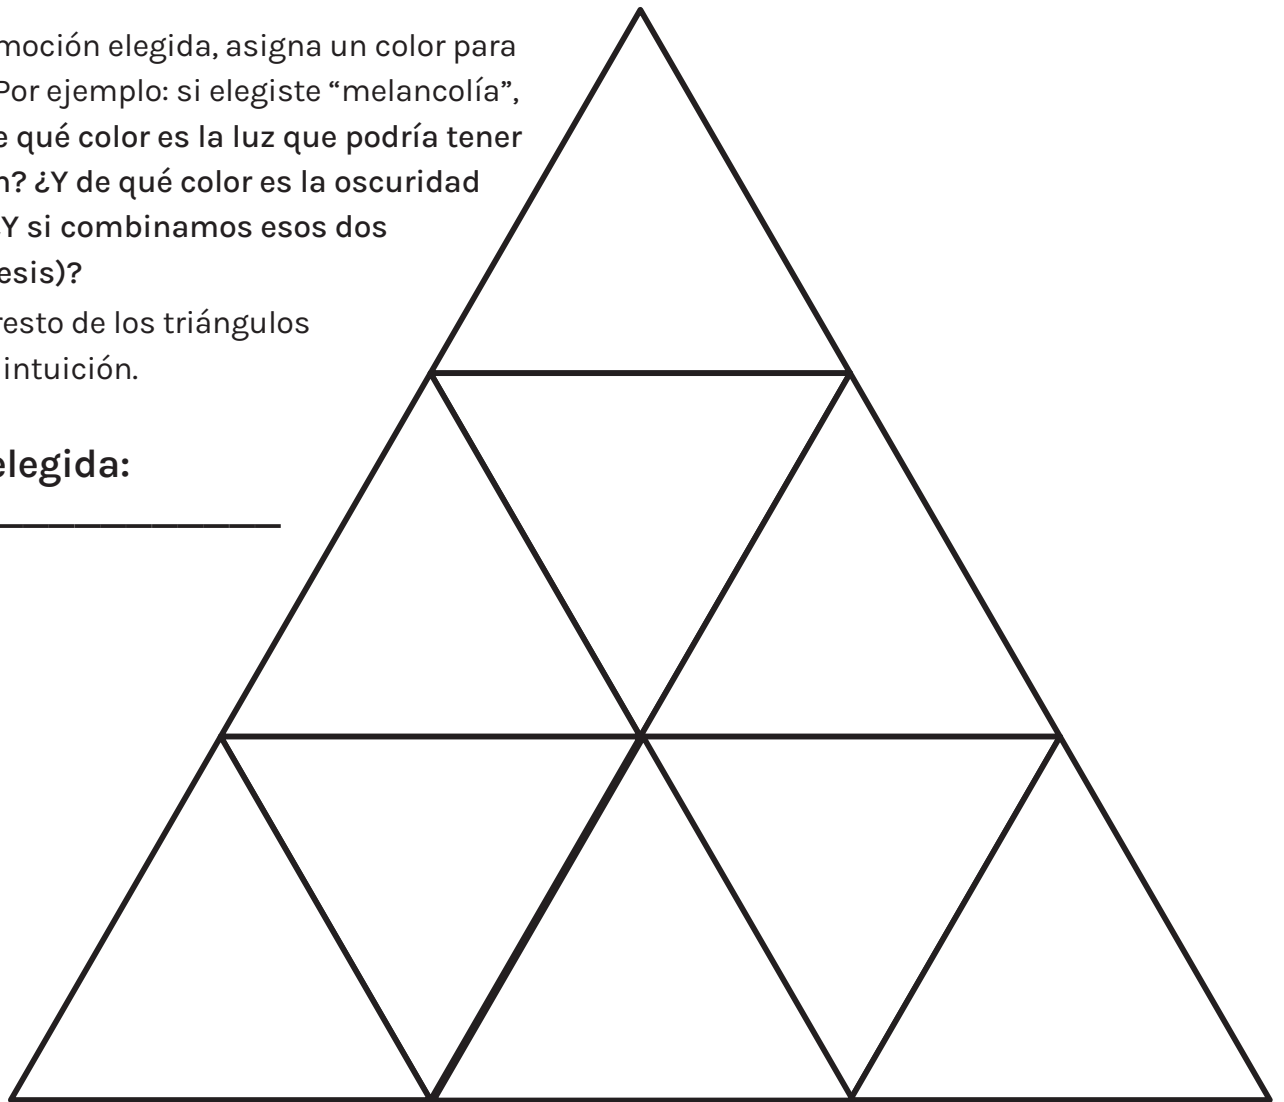 moción elegida, asigna un color para
Por ejemplo: si elegiste “melancolía”,
e qué color es la luz que podría tener
n? ¿Y de qué color es la oscuridad
Y si combinamos esos dos
esis)?
resto de los triángulos
intuición.
elegida: